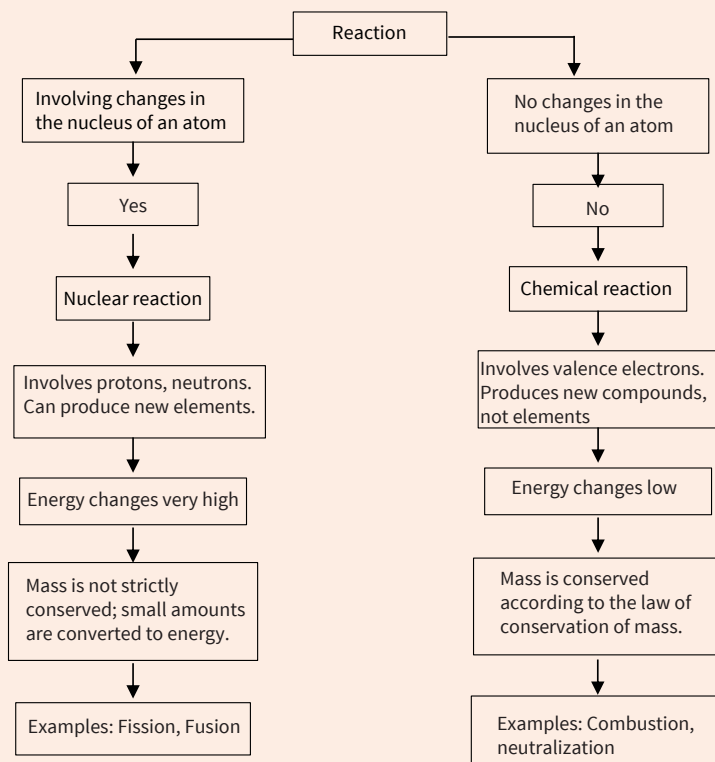 Reaction
Involving changes in
the nucleus of an atom
Yes
Nuclear reaction
Involves protons, neutrons.
Can produce new elements.
Energy changes very high
Mass is not strictly
conserved; small amounts
are converted to energy.
Examples: Fission, Fusion
No changes in the
nucleus of an atom
No
Chemical reaction
Involves valence electrons.
Produces new compounds,
not elements
Energy changes low
Mass is conserved
according to the law of
conservation of mass.
Examples: Combustion,
neutralization